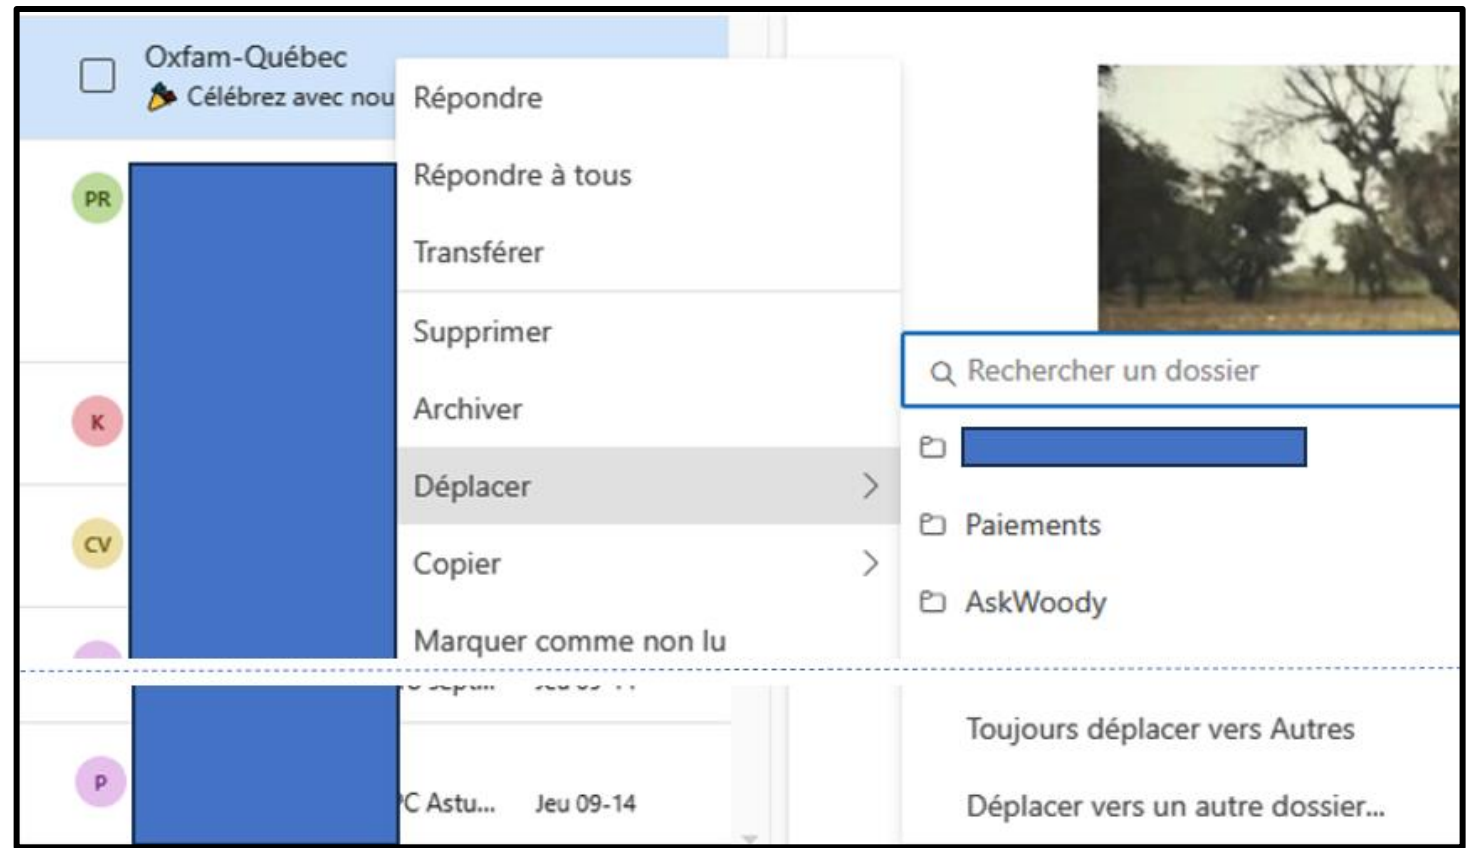 Oxfam-Québec
Célébrez avec nou
Répondre
Répondre à tous
Transférer
Supprimer
Archiver
Déplacer
Copier
Marquer comme non lu
PR
K
CV
Rechercher un dossier
Paiements
AskWoody
P
C Astu... Jeu 09-14
Toujours déplacer vers Autres
Déplacer vers un autre dossier...